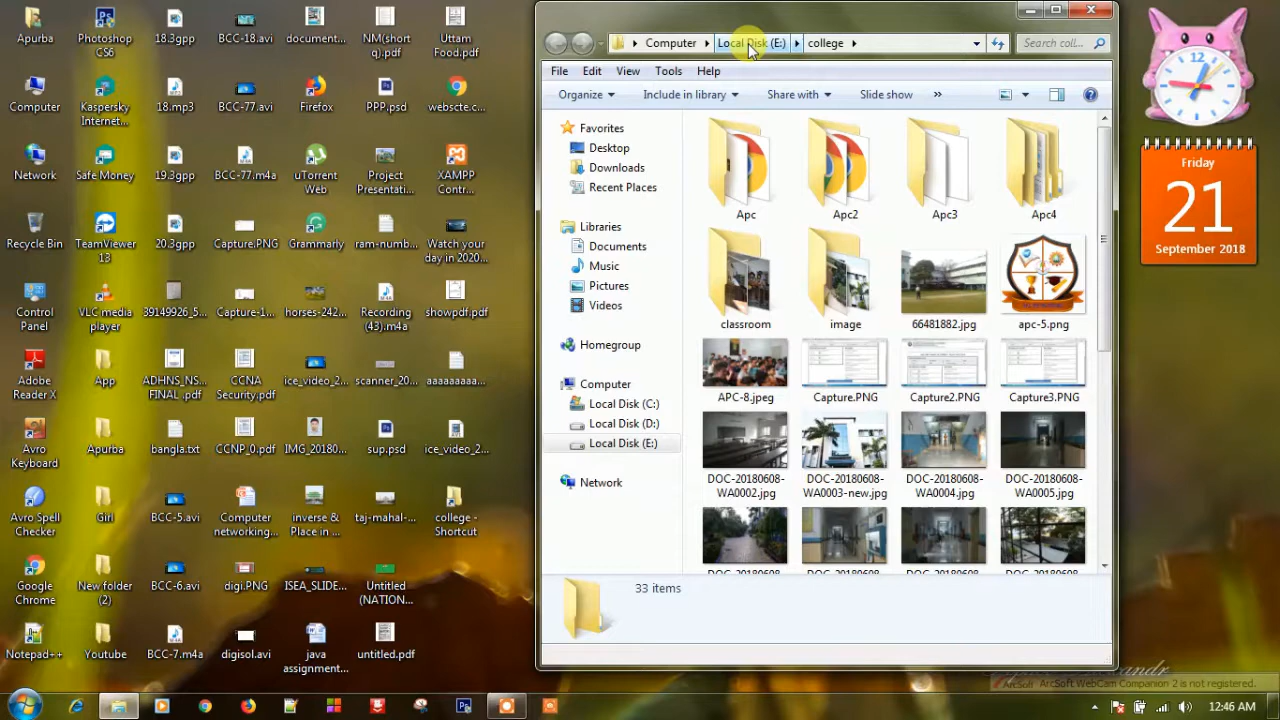 Apurba
Photoshop
CS6
18.3gpp
BCC-18.avi
document...
NM(short
q).pdf
Uttam
Food.pdf
Computer
Kaspersky
Internet...
18.mp3
BCC-77.avi
Firefox
PPP.psd
webscte.c...
Network
Safe Money
19.3gpp
BCC-77.m4a
uTorrent
Web
Project
Presentati...
XAMPP
Contr...
Recycle Bin
TeamViewer
13
20.3gpp
Capture.PNG
Grammarly
ram-numb...
Watch your
day in 2020...
Control
Panel
VLC media
player
39149926_5...
Capture-1...
horses-242...
Recording
(43).m4a
showpdf.pdf
Adobe
Reader X
App
ADHNS_NS...
FINAL .pdf
CCNA
Security.pdf
ice_video_2...
scanner_20...
aaaaaaaaa...
Avro
Keyboard
Apurba
bangla.txt
CCNP_0.pdf
IMG_20180...
sup.psd
ice_video_2...
Avro Spell
Checker
Girl
BCC-5.avi
Computer
networking...
inverse &
Place in ...
taj-mahal-...
college -
Shortcut
Google
Chrome
New folder
(2)
BCC-6.avi
digi.PNG
ISEA_SLIDE...
Untitled
(NATION...
Notepad++
Youtube
BCC-7.m4a
digisol.avi
java
assignment...
untitled.pdf
Computer
Local Disk (E:)
college
Search coll...
File Edit View Tools Help
Organize Include in library Share with Slide show »
Favorites
Desktop
Downloads
Recent Places
Libraries
Documents
Music
Pictures
Videos
Homegroup
Computer
Local Disk (C:)
Local Disk (D:)
Local Disk (E:)
Network
Apc Apc2 Apc3 Apc4
classroom image 66481882.jpg apc-5.png
APC-8.jpeg Capture.PNG Capture2.PNG Capture3.PNG
DOC-20180608-
WA0002.jpg
DOC-20180608-
WA0003-new.jpg
DOC-20180608-
WA0004.jpg
DOC-20180608-
WA0005.jpg
33 items
12
Friday
21
September 2018
ArcSoft ArcSoft WebCam Companion 2 is not registered.
12:46 AM